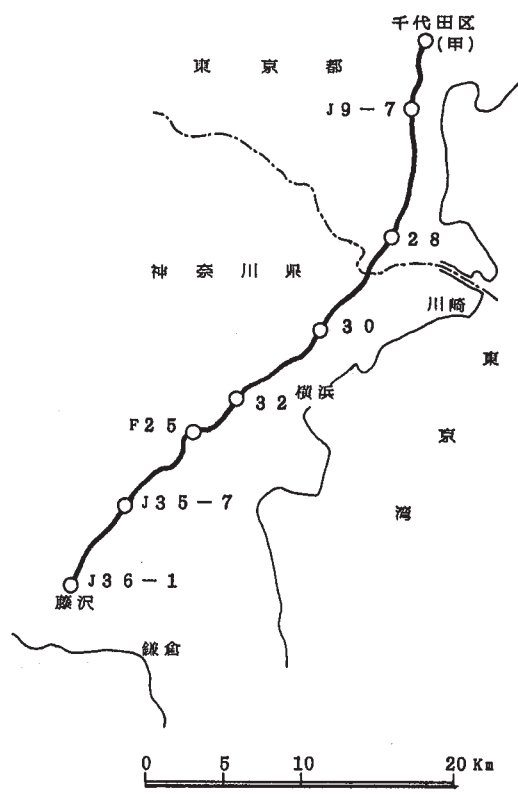 千代田区
(甲)
東京都
J9-7
28
神奈川県
川崎
30
東
横浜
32
F25
京
J35-7
湾
J36-1
藤沢
鎌倉
0 5 10 20 Km